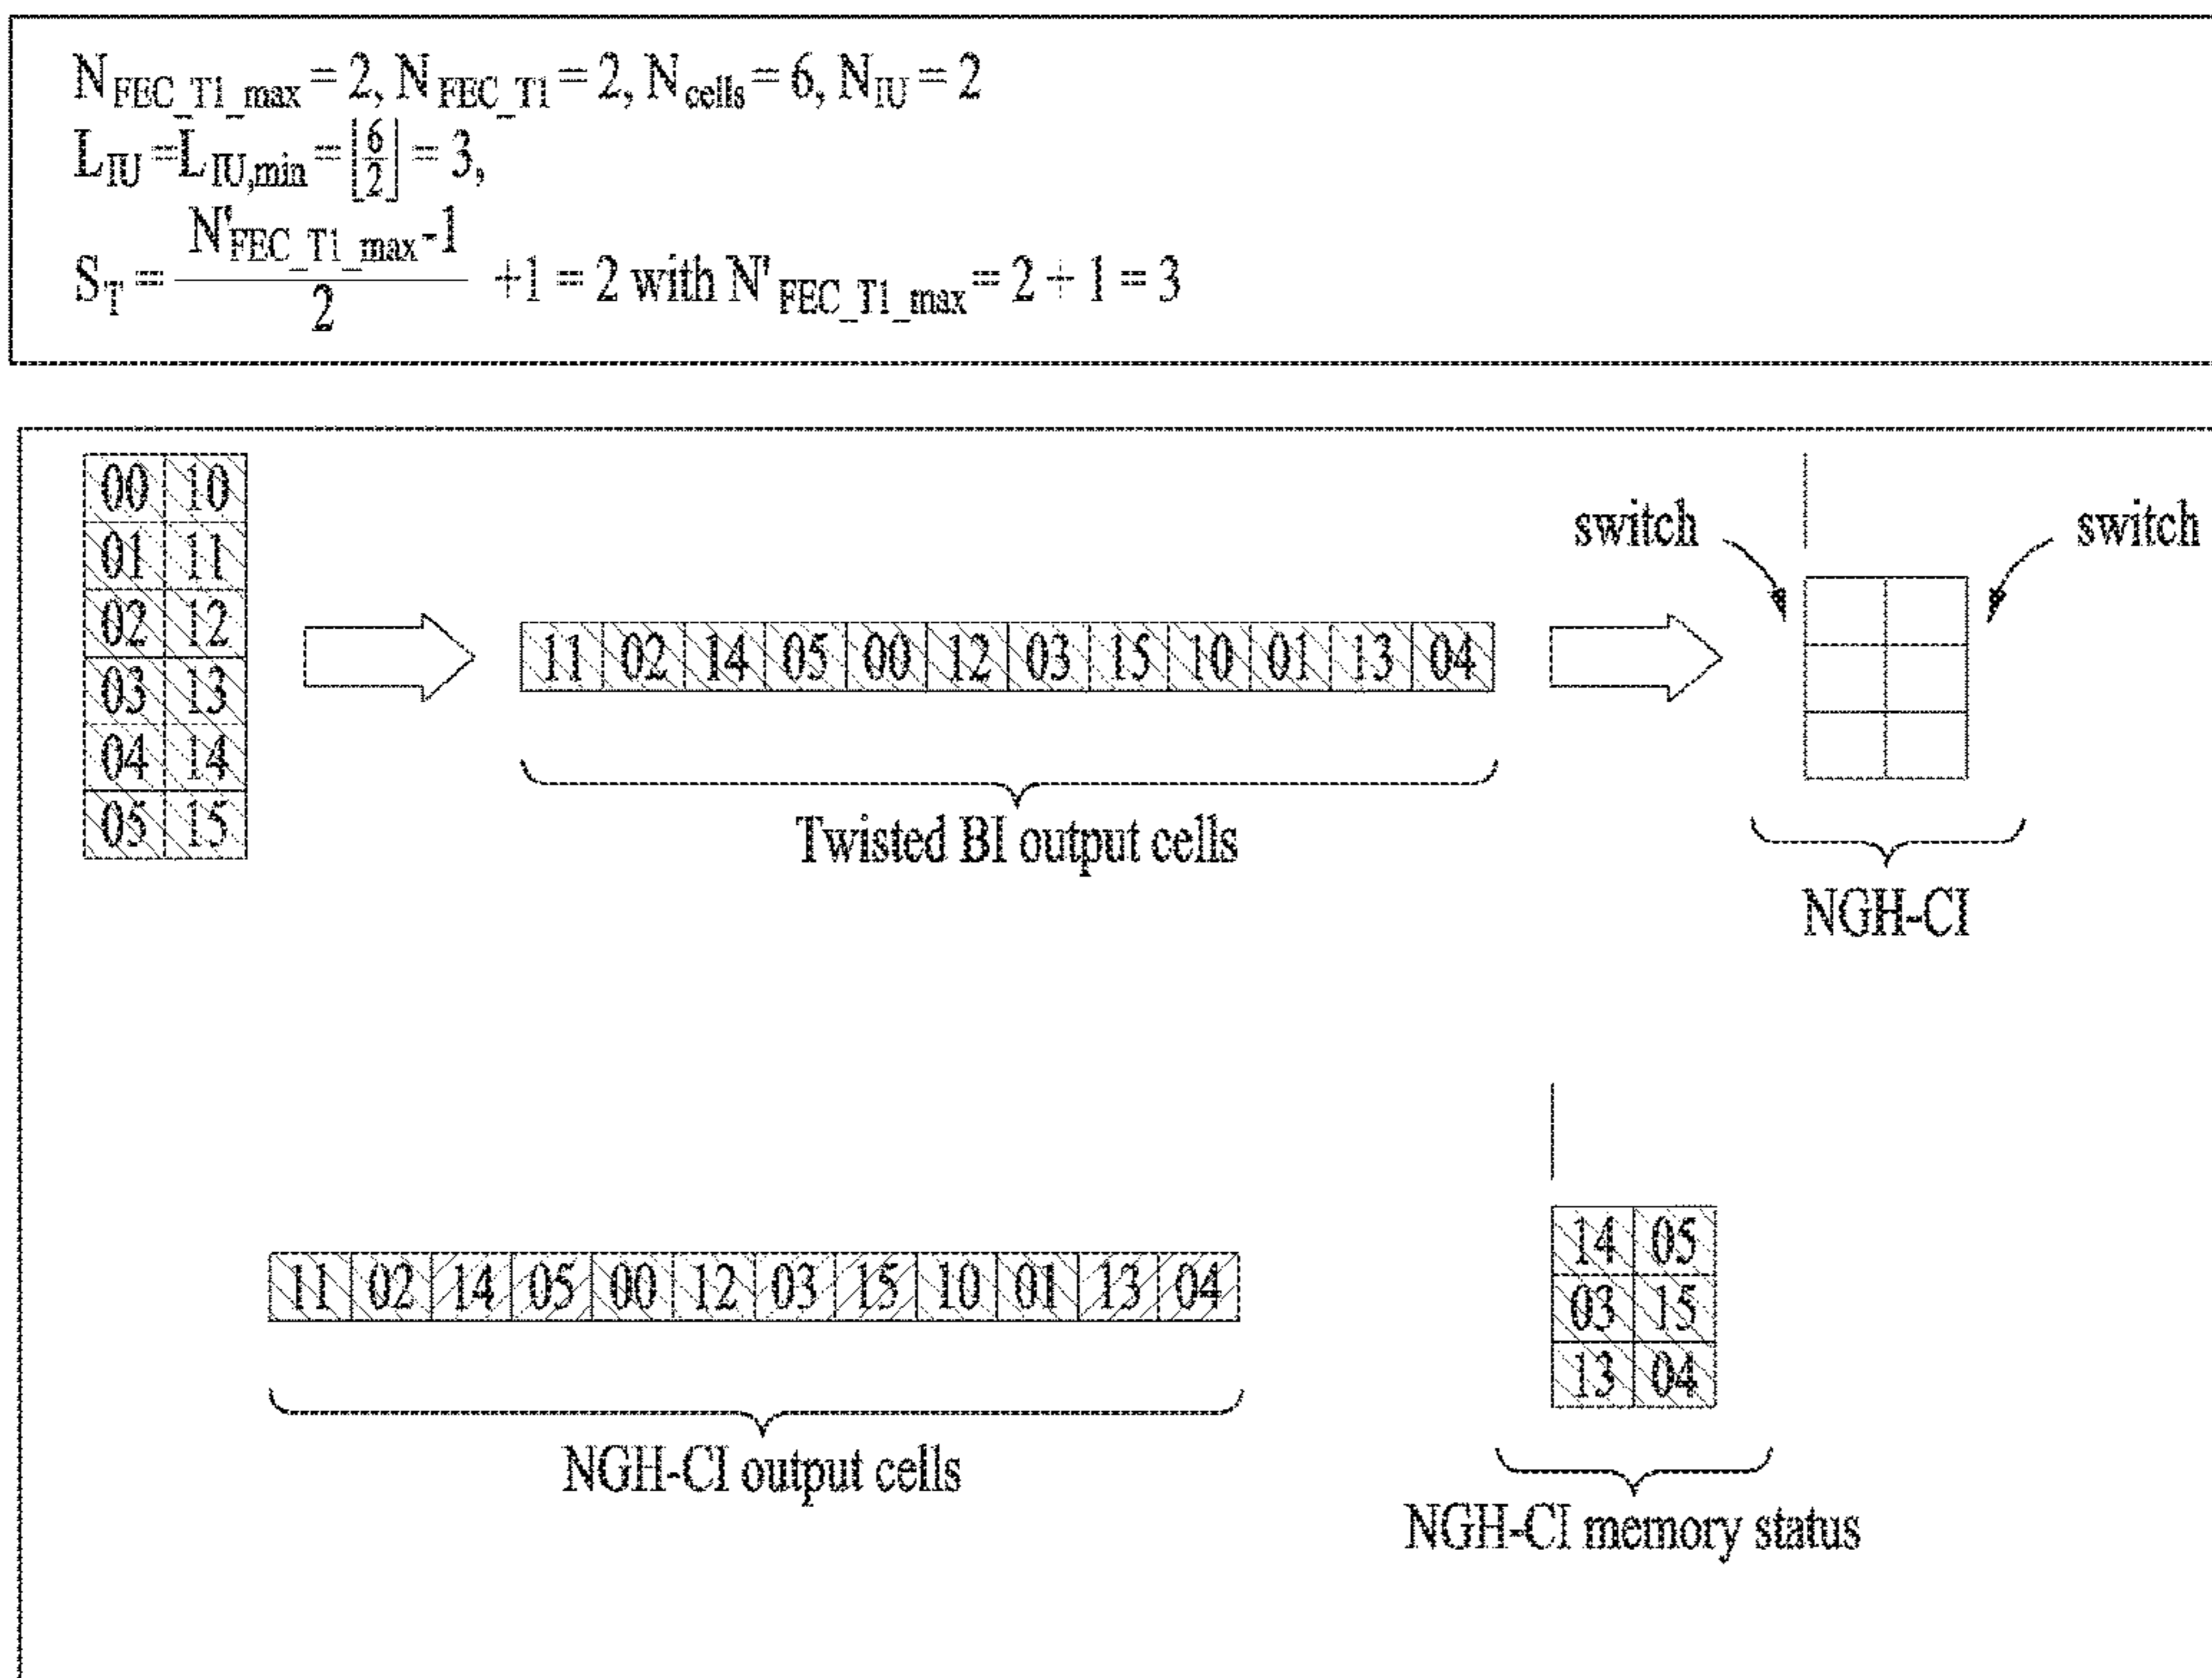 N_FEC_T1_max = 2, N_FEC_T1 = 2, N_cells = 6, N_IU = 2
L_IU = L_IU,min = ⌊6/2⌋ = 3,
S_T = (N'_FEC_T1_max - 1)/2 + 1 = 2 with N'_FEC_T1_max = 2 + 1 = 3
00 10
01 11
02 12
03 13
04 14
05 15
11 02 14 05 00 12 03 15 10 01 13 04
Twisted BI output cells
switch
switch
NGH-CI
11 02 14 05 00 12 03 15 10 01 13 04
NGH-CI output cells
14 05
03 15
13 04
NGH-CI memory status